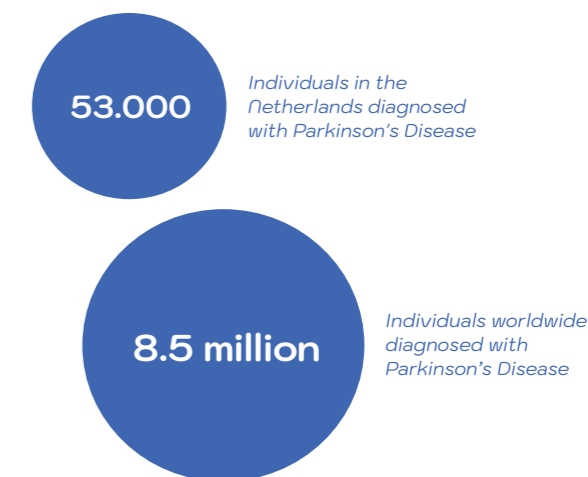 53.000
Individuals in the
Netherlands diagnosed
with Parkinson's Disease
8.5 million
Individuals worldwide
diagnosed with
Parkinson’s Disease